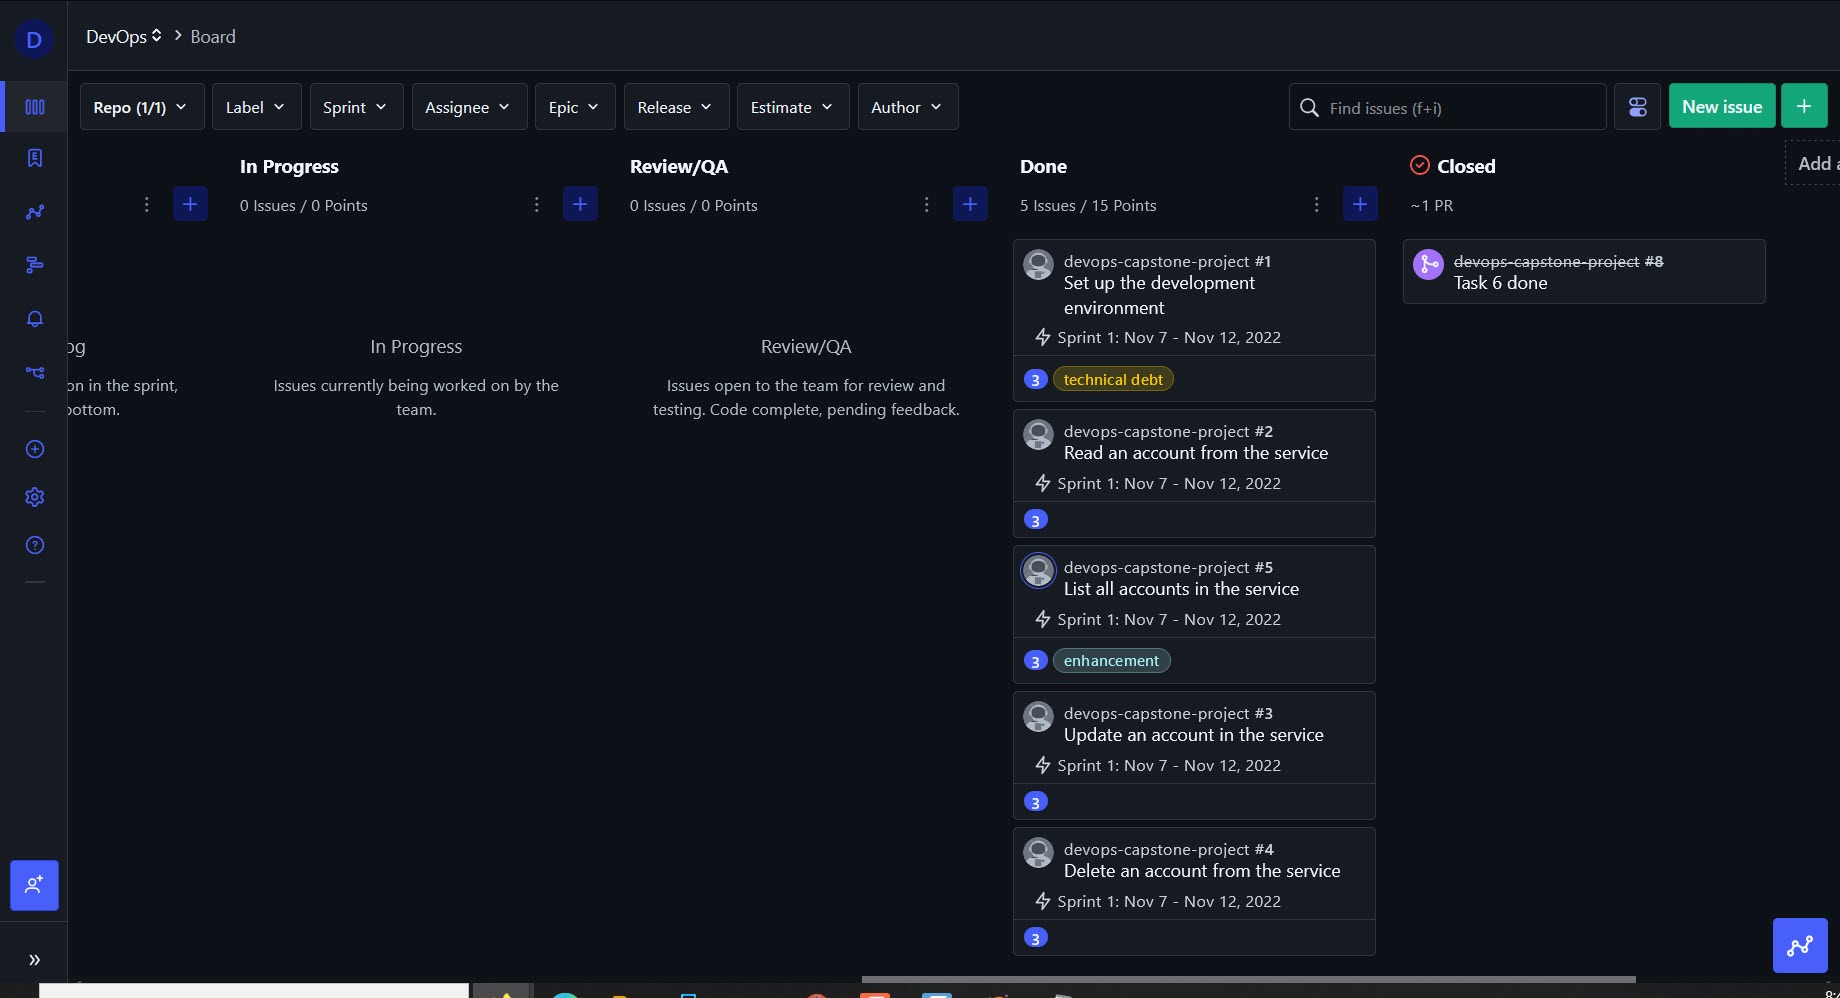 D
DevOps > Board
Repo (1/1) Label Sprint Assignee Epic Release Estimate Author
Find issues (f+i)
New issue
+
In Progress
0 Issues / 0 Points
Review/QA
0 Issues / 0 Points
Done
5 Issues / 15 Points
Closed
~1 PR
Add
on in the sprint,
In Progress
Issues currently being worked on by the
team.
Review/QA
Issues open to the team for review and
testing. Code complete, pending feedback.
devops-capstone-project #1
Set up the development
environment
Sprint 1: Nov 7 - Nov 12, 2022
3 technical debt
devops-capstone-project #2
Read an account from the service
Sprint 1: Nov 7 - Nov 12, 2022
3
devops-capstone-project #5
List all accounts in the service
Sprint 1: Nov 7 - Nov 12, 2022
3 enhancement
devops-capstone-project #3
Update an account in the service
Sprint 1: Nov 7 - Nov 12, 2022
3
devops-capstone-project #4
Delete an account from the service
Sprint 1: Nov 7 - Nov 12, 2022
3
devops-capstone-project #8
Task 6 done